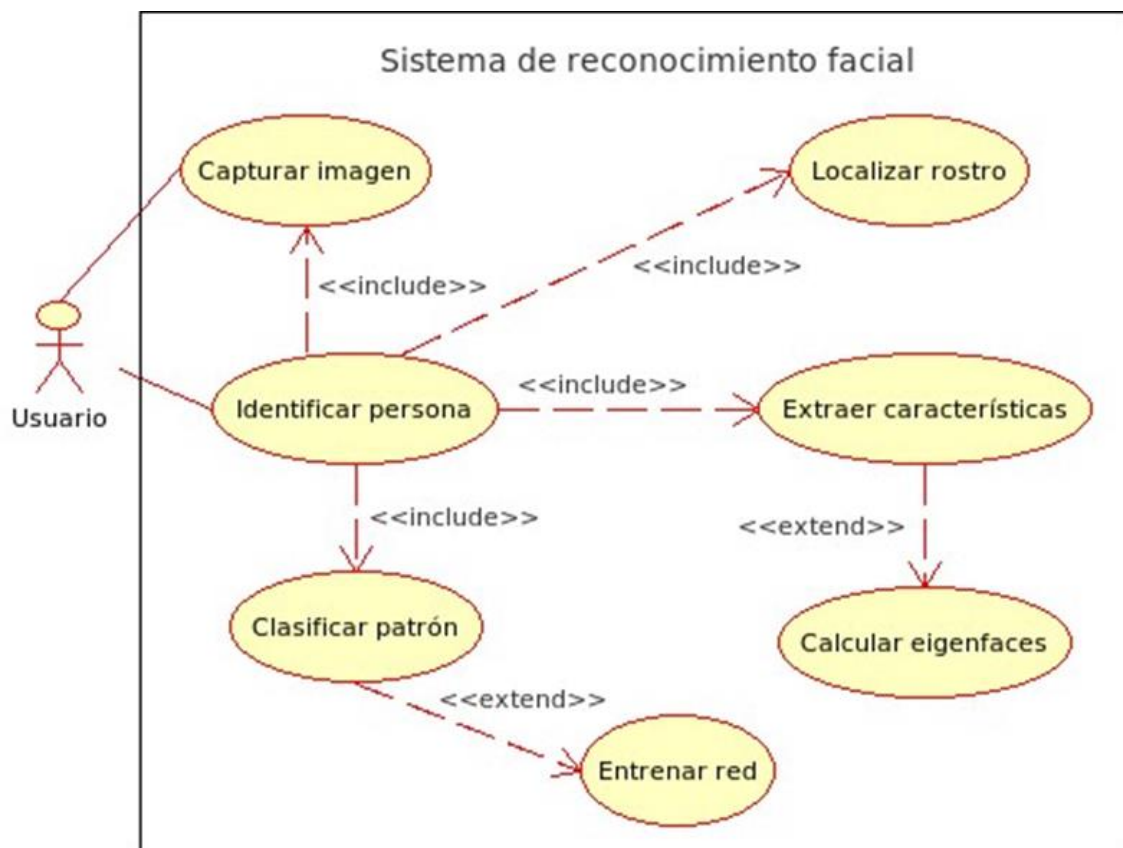 Sistema de reconocimiento facial
Capturar imagen
Localizar rostro
<<include>>
<<include>>
Usuario
Identificar persona
<<include>>
Extraer características
<<include>>
<<extend>>
Clasificar patrón
Calcular eigenfaces
<<extend>>
Entrenar red